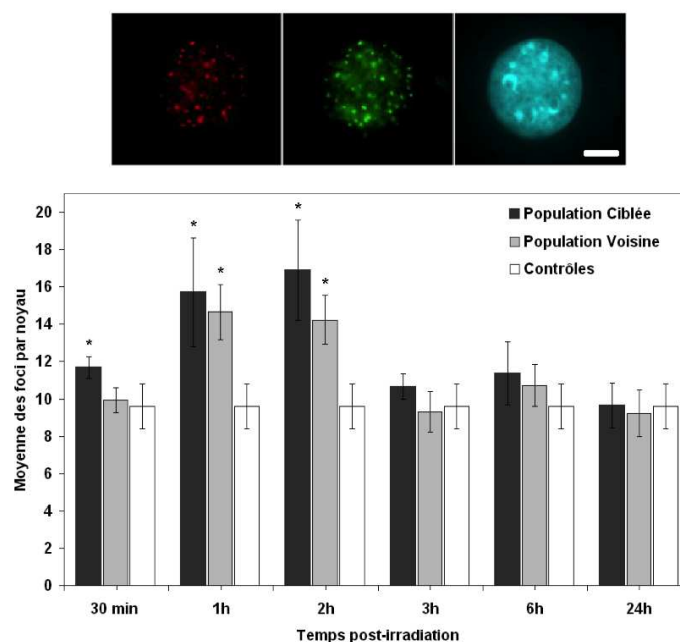 Moyenne des foci par noyau
20
18
16
14
12
10
8
6
4
2
0
*
*
*
*
*
Population Ciblée
Population Voisine
Contrôles
30 min 1h 2h 3h 6h 24h
Temps post-irradiation